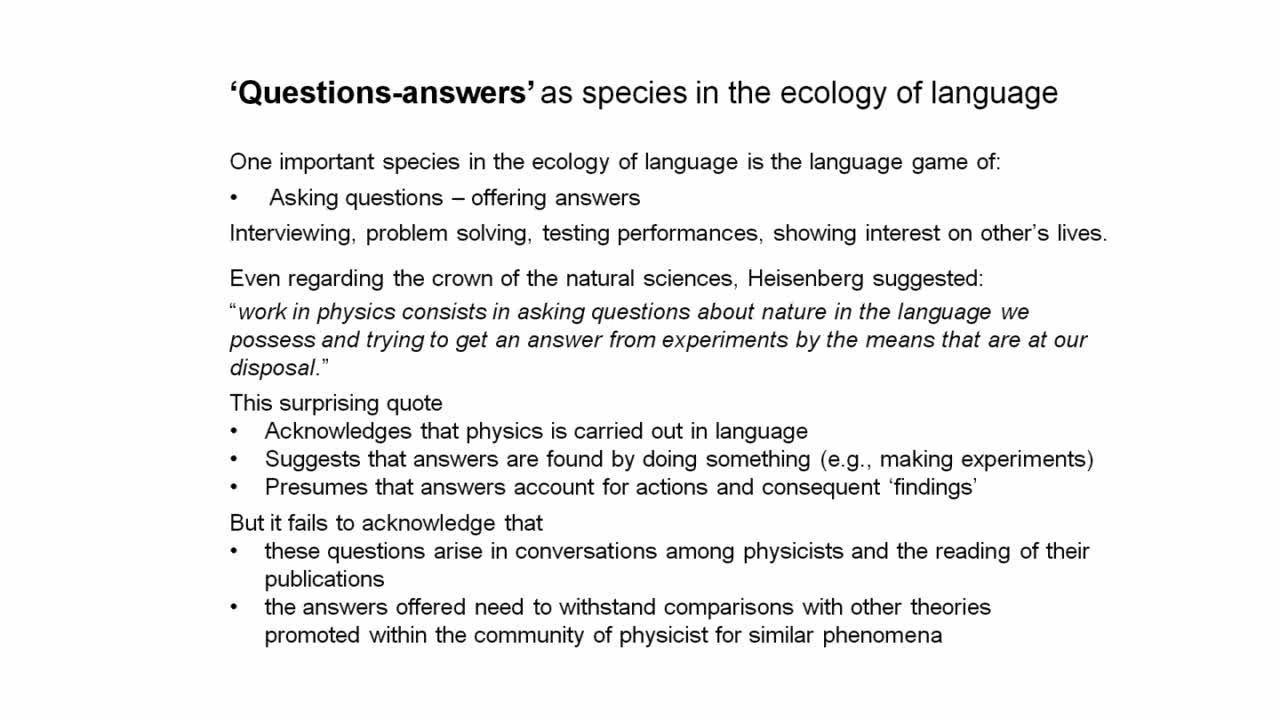 ‘Questions-answers’ as species in the ecology of language
One important species in the ecology of language is the language game of:
• Asking questions – offering answers
Interviewing, problem solving, testing performances, showing interest on other’s lives.
Even regarding the crown of the natural sciences, Heisenberg suggested:
“work in physics consists in asking questions about nature in the language we
possess and trying to get an answer from experiments by the means that are at our
disposal.”
This surprising quote
• Acknowledges that physics is carried out in language
• Suggests that answers are found by doing something (e.g., making experiments)
• Presumes that answers account for actions and consequent ‘findings’
But it fails to acknowledge that
• these questions arise in conversations among physicists and the reading of their
publications
• the answers offered need to withstand comparisons with other theories
promoted within the community of physicist for similar phenomena